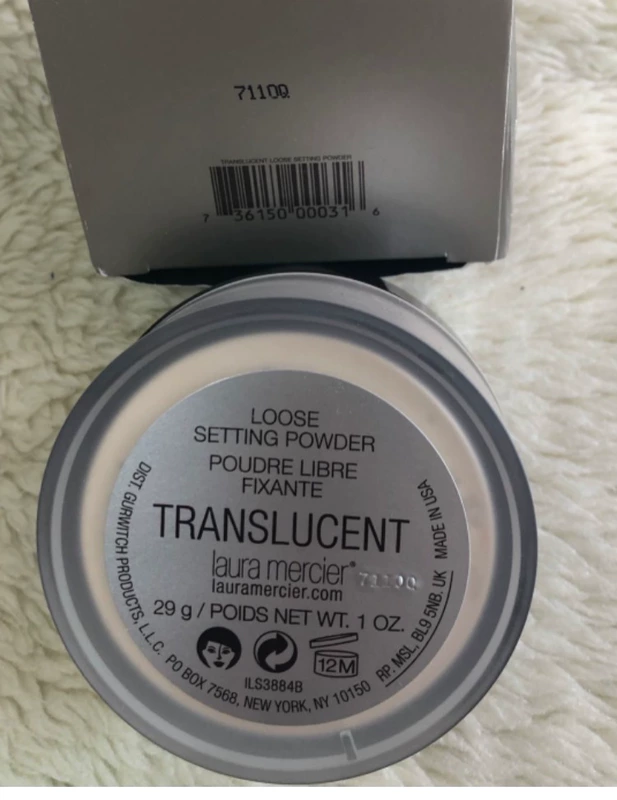 7110Q
TRANSLUCENT LOOSE SETTING POWDER
7 36150 00031 6
LOOSE
SETTING POWDER
POUDRE LIBRE
FIXANTE
TRANSLUCENT
laura mercier®
7110Q
lauramercier.com
29 g / POIDS NET WT. 1 OZ.
12M
ILS3884B
DIST. GURWITCH PRODUCTS, L.L.C. PO BOX 7568, NEW YORK, NY 10150
RP. MSL, BL9 5NB. UK MADE IN USA